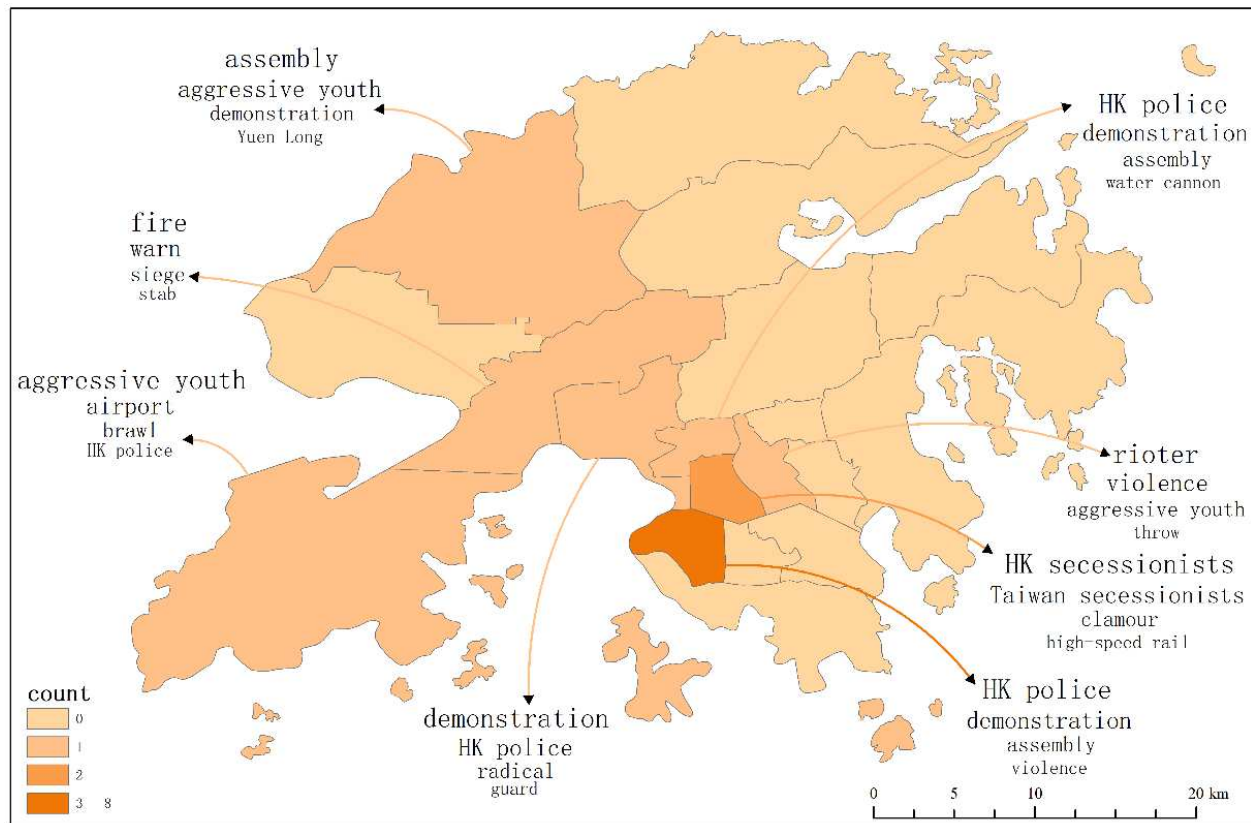 assembly
aggressive youth
demonstration
Yuen Long
HK police
demonstration
assembly
water cannon
fire
warn
siege
stab
aggressive youth
airport
brawl
HK police
rioter
violence
aggressive youth
throw
HK secessionists
Taiwan secessionists
clamour
high-speed rail
HK police
demonstration
assembly
violence
demonstration
HK police
radical
guard
count
0
1
2
3 8
0 5 10 20 km